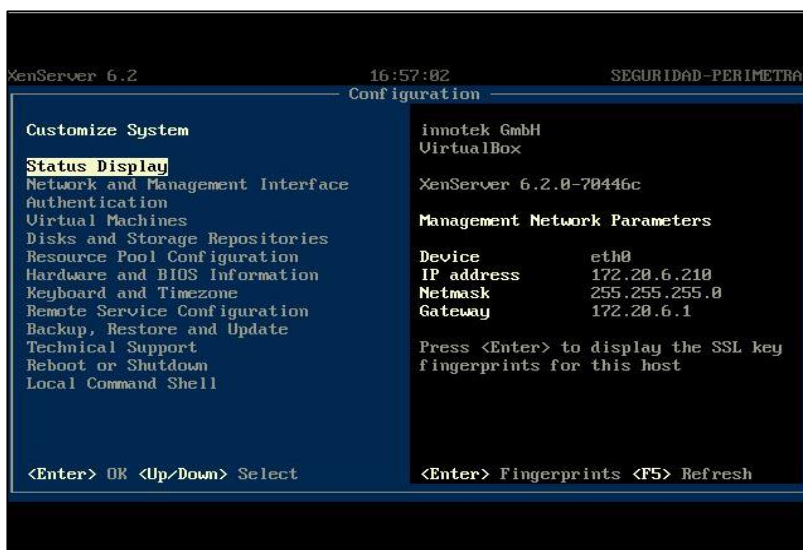 XenServer 6.2 16:57:02 SEGURIDAD-PERIMETRA
Configuration
Customize System
Status Display
Network and Management Interface
Authentication
Virtual Machines
Disks and Storage Repositories
Resource Pool Configuration
Hardware and BIOS Information
Keyboard and Timezone
Remote Service Configuration
Backup, Restore and Update
Technical Support
Reboot or Shutdown
Local Command Shell
<Enter> OK <Up/Down> Select
innotek GmbH
VirtualBox
XenServer 6.2.0-70446c
Management Network Parameters
Device eth0
IP address 172.20.6.210
Netmask 255.255.255.0
Gateway 172.20.6.1
Press <Enter> to display the SSL key
fingerprints for this host
<Enter> Fingerprints <F5> Refresh